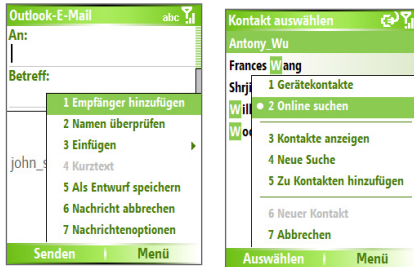 Outlook-E-Mail abc
An:
Betreff:
1 Empfänger hinzufügen
2 Namen überprüfen
3 Einfügen
john_s
4 Kurztext
5 Als Entwurf speichern
6 Nachricht abbrechen
7 Nachrichtenoptionen
Senden Menü
Kontakt auswählen
Antony_Wu
Frances Wang
Shrji
1 Gerätekontakte
Will
2 Online suchen
Woo
3 Kontakte anzeigen
4 Neue Suche
5 Zu Kontakten hinzufügen
6 Neuer Kontakt
7 Abbrechen
Auswählen Menü